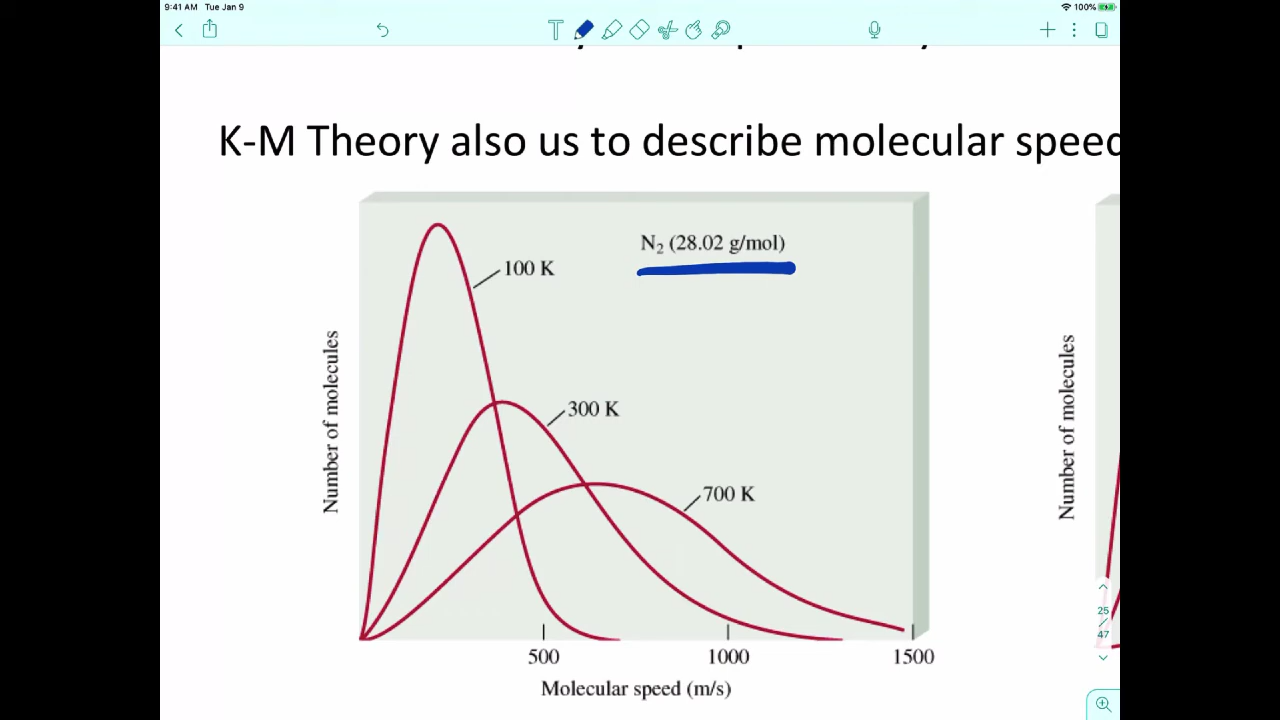 9:41 AM Tue Jan 9
100%
K-M Theory also us to describe molecular speed
N₂ (28.02 g/mol)
100 K
300 K
700 K
Number of molecules
500
1000
1500
Molecular speed (m/s)
Number of molecules
25
47